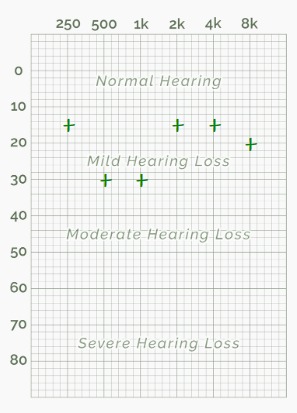 250 500 1k 2k 4k 8k
0
Normal Hearing
10
20
Mild Hearing Loss
30
40
Moderate Hearing Loss
50
60
70
Severe Hearing Loss
80